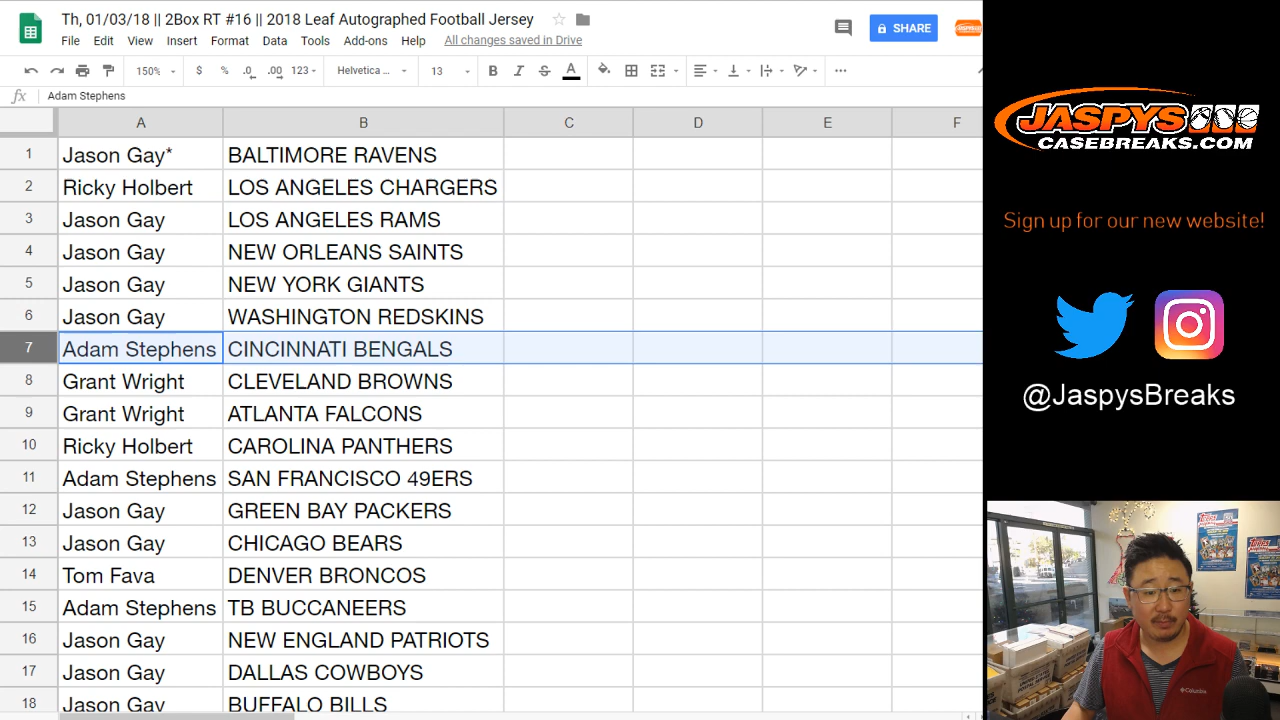 Th, 01/03/18 || 2Box RT #16 || 2018 Leaf Autographed Football Jersey
File Edit View Insert Format Data Tools Add-ons Help All changes saved in Drive
SHARE
150% $ % .0 .00 123 Helvetica ... 13 B I S A
fx Adam Stephens
A B C D E F
1 Jason Gay* BALTIMORE RAVENS
2 Ricky Holbert LOS ANGELES CHARGERS
3 Jason Gay LOS ANGELES RAMS
4 Jason Gay NEW ORLEANS SAINTS
5 Jason Gay NEW YORK GIANTS
6 Jason Gay WASHINGTON REDSKINS
7 Adam Stephens CINCINNATI BENGALS
8 Grant Wright CLEVELAND BROWNS
9 Grant Wright ATLANTA FALCONS
10 Ricky Holbert CAROLINA PANTHERS
11 Adam Stephens SAN FRANCISCO 49ERS
12 Jason Gay GREEN BAY PACKERS
13 Jason Gay CHICAGO BEARS
14 Tom Fava DENVER BRONCOS
15 Adam Stephens TB BUCCANEERS
16 Jason Gay NEW ENGLAND PATRIOTS
17 Jason Gay DALLAS COWBOYS
18 Jason Gay BUFFALO BILLS
JASPYS
CASEBREAKS.COM
Sign up for our new website!
@JaspysBreaks
Topps
Columbia